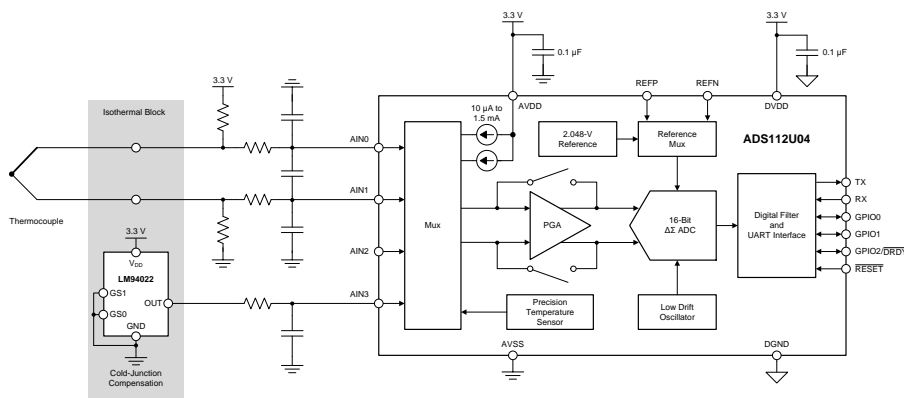 3.3 V
3.3 V
0.1 µF
0.1 µF
3.3 V
Isothermal Block
10 µA to
1.5 mA
AVDD
REFP
REFN
DVDD
2.048-V
Reference
Reference
Mux
ADS112U04
AIN0
AIN1
AIN2
AIN3
Thermocouple
Mux
PGA
16-Bit
ΔΣ ADC
Digital Filter
and
UART Interface
TX
RX
GPIO0
GPIO1
GPIO2/DRDY
RESET
3.3 V
VDD
LM94022
GS1
GS0
OUT
GND
Cold-Junction
Compensation
Precision
Temperature
Sensor
Low Drift
Oscillator
AVSS
DGND